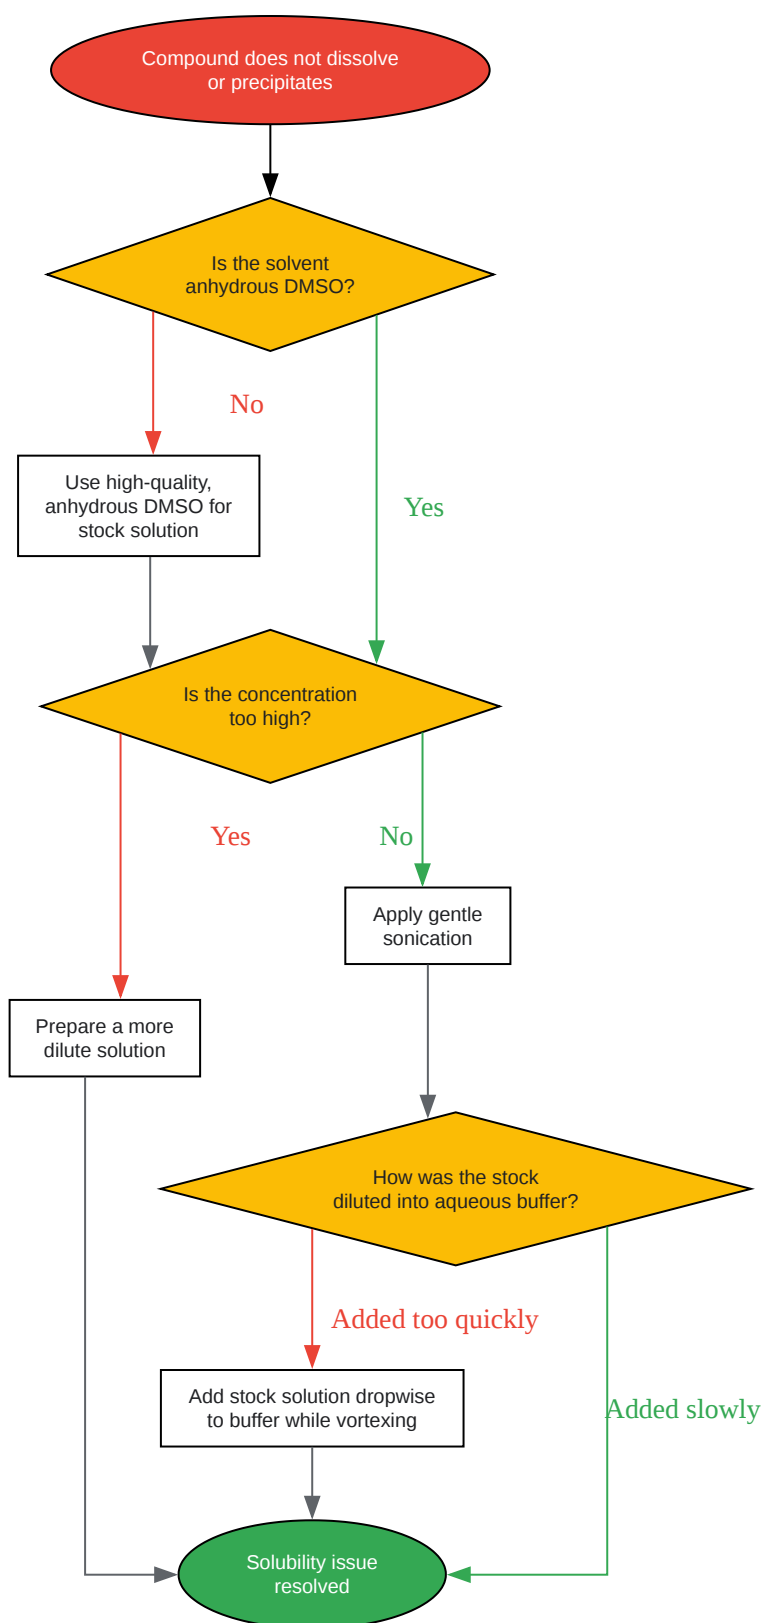 Compound does not dissolve
or precipitates
Is the solvent
anhydrous DMSO?
No
Use high-quality,
anhydrous DMSO for
stock solution
Yes
Is the concentration
too high?
Yes
No
Apply gentle
sonication
Prepare a more
dilute solution
How was the stock
diluted into aqueous buffer?
Added too quickly
Add stock solution dropwise
to buffer while vortexing
Added slowly
Solubility issue
resolved